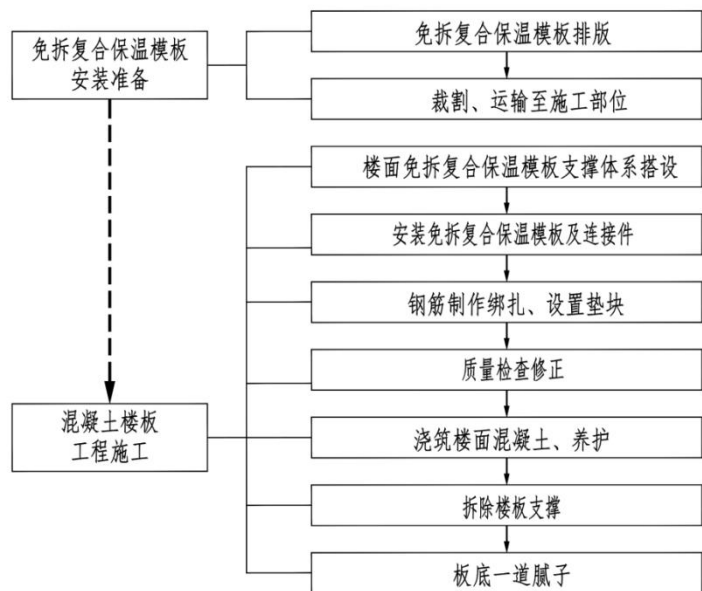 免拆复合保温模板
安装准备
免拆复合保温模板排版
裁割、运输至施工部位
楼面免拆复合保温模板支撑体系搭设
安装免拆复合保温模板及连接件
钢筋制作绑扎、设置垫块
质量检查修正
混凝土楼板
工程施工
浇筑楼面混凝土、养护
拆除楼板支撑
板底一道腻子